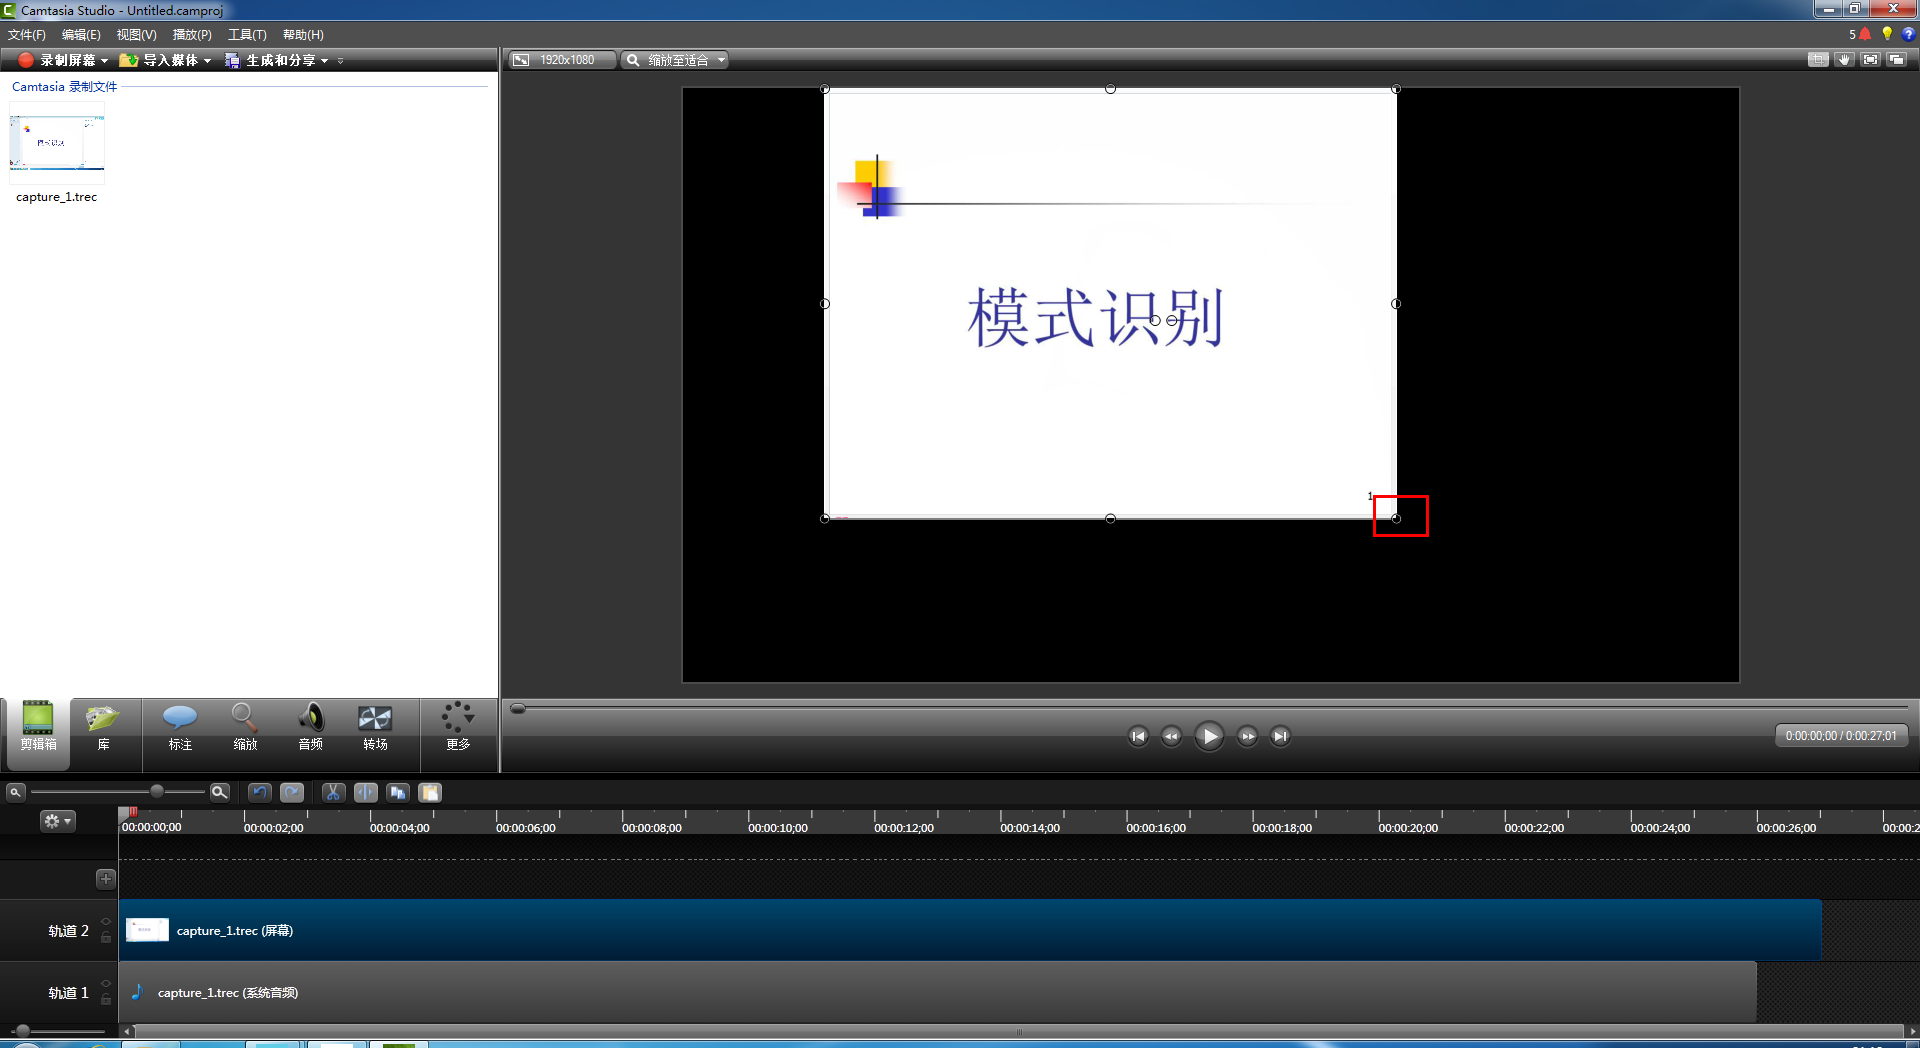 Camtasia Studio - Untitled.camproj
文件(F) 编辑(E) 视图(V) 播放(P) 工具(T) 帮助(H)
5
录制屏幕 导入媒体 生成和分享
1920x1080 缩放至适合
Camtasia 录制文件
模式识别
capture_1.trec
模式识别
1
剪辑箱 库 标注 缩放 音频 转场 更多
0:00:00;00 / 0:00:27;01
00:00:00;00 00:00:02;00 00:00:04;00 00:00:06;00 00:00:08;00 00:00:10;00 00:00:12;00 00:00:14;00 00:00:16;00 00:00:18;00 00:00:20;00 00:00:22;00 00:00:24;00 00:00:26;00
轨道 2 capture_1.trec (屏幕)
轨道 1 capture_1.trec (系统音频)